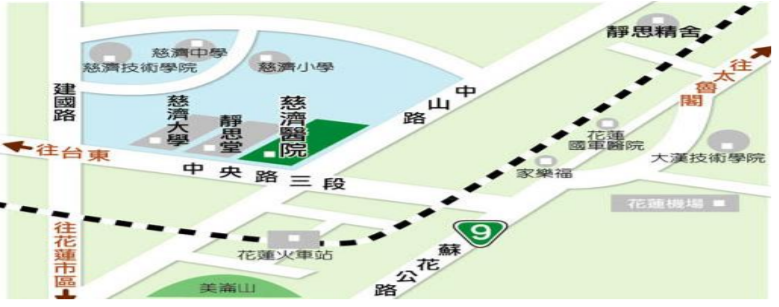 靜思精舍
慈濟中學
慈濟技術學院
慈濟小學
往太魯閣
建國路
慈濟大學
靜思堂
慈濟醫院
中山路
花蓮國軍醫院
大漢技術學院
往台東
中央路三段
家樂福
花蓮機場
往花蓮市區
花蓮火車站
9
蘇花公路
美崙山